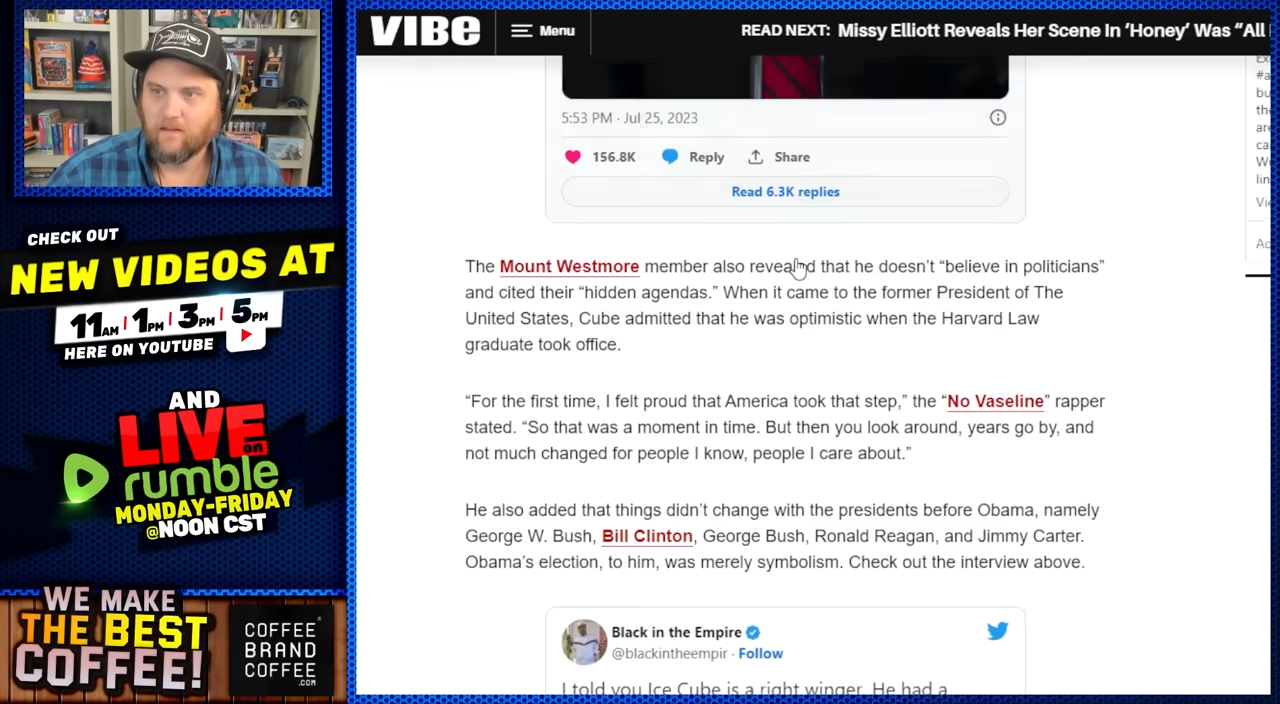 CHECK OUT
NEW VIDEOS AT
11AM | 1PM | 3PM | 5PM
HERE ON YOUTUBE
AND
LIVE on
rumble
MONDAY-FRIDAY
@NOON CST
WE MAKE
THE BEST
COFFEE!
COFFEE
BRAND
COFFEE
.COM
VIBE
Menu
READ NEXT: Missy Elliott Reveals Her Scene In ‘Honey’ Was “All
5:53 PM · Jul 25, 2023
156.8K Reply Share
Read 6.3K replies
The Mount Westmore member also revealed that he doesn’t “believe in politicians”
and cited their “hidden agendas.” When it came to the former President of The
United States, Cube admitted that he was optimistic when the Harvard Law
graduate took office.
“For the first time, I felt proud that America took that step,” the “No Vaseline” rapper
stated. “So that was a moment in time. But then you look around, years go by, and
not much changed for people I know, people I care about.”
He also added that things didn’t change with the presidents before Obama, namely
George W. Bush, Bill Clinton, George Bush, Ronald Reagan, and Jimmy Carter.
Obama’s election, to him, was merely symbolism. Check out the interview above.
Black in the Empire
@blackintheempir · Follow
I told you Ice Cube is a right winger. He had a